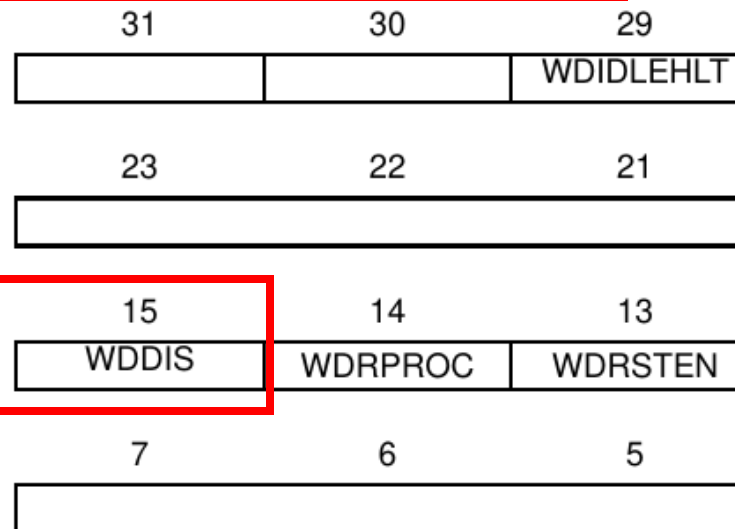 31 30 29
WDIDLEHLT
23 22 21
15 14 13
WDDIS WDRPROC WDRSTEN
7 6 5